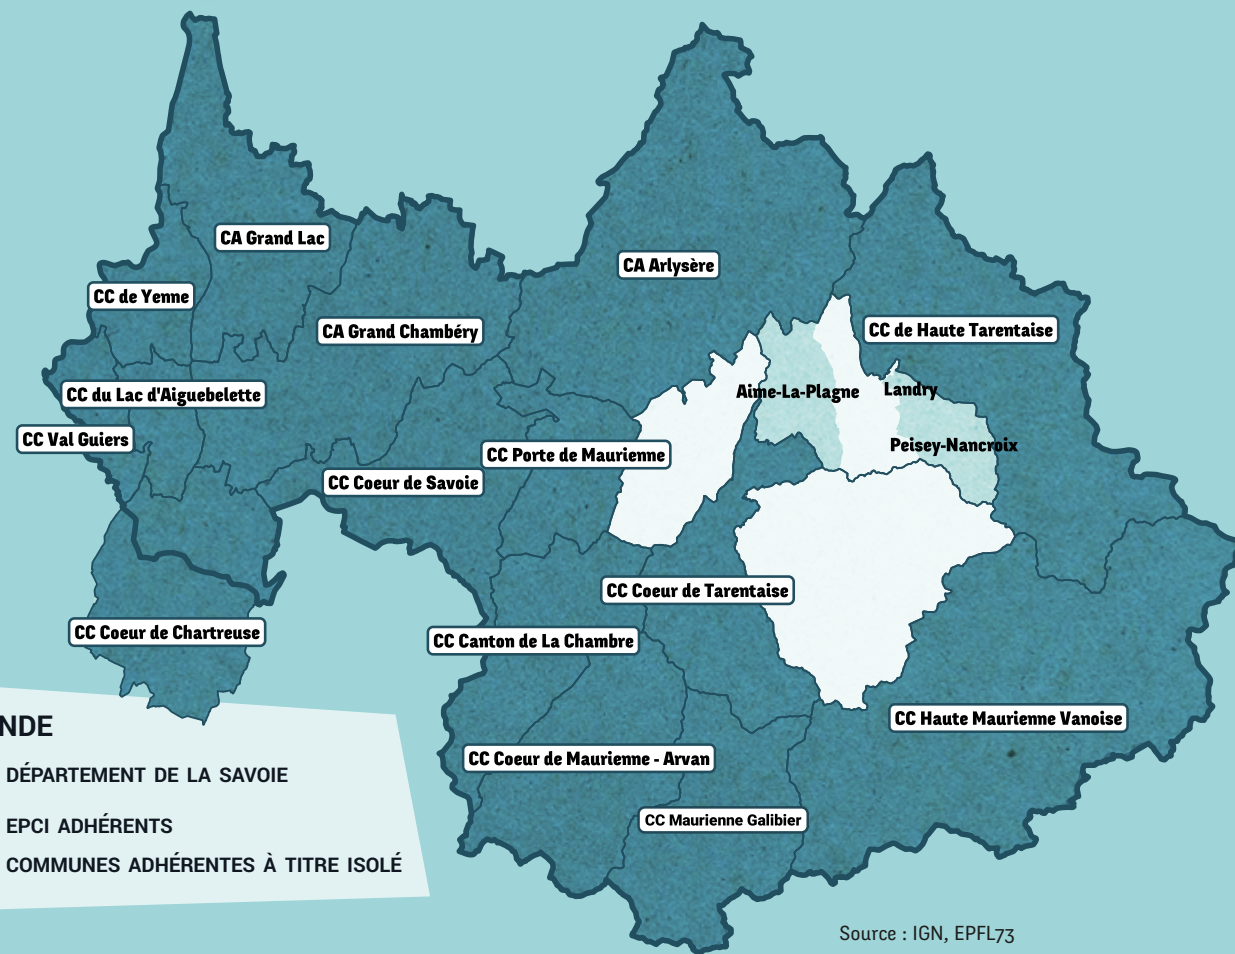 CA Grand Lac
CA Arlysère
CC de Yenne
CA Grand Chambéry
CC de Haute Tarentaise
Aime-La-Plagne
Landry
CC du Lac d'Aiguebelette
CC Val Guiers
Peisey-Nancroix
CC Porte de Maurienne
CC Coeur de Savoie
CC Coeur de Tarentaise
CC Coeur de Chartreuse
CC Canton de La Chambre
CC Haute Maurienne Vanoise
NDE
CC Coeur de Maurienne - Arvan
DÉPARTEMENT DE LA SAVOIE
CC Maurienne Galibier
EPCI ADHÉRENTS
COMMUNES ADHÉRENTES À TITRE ISOLÉ
Source : IGN, EPFL73